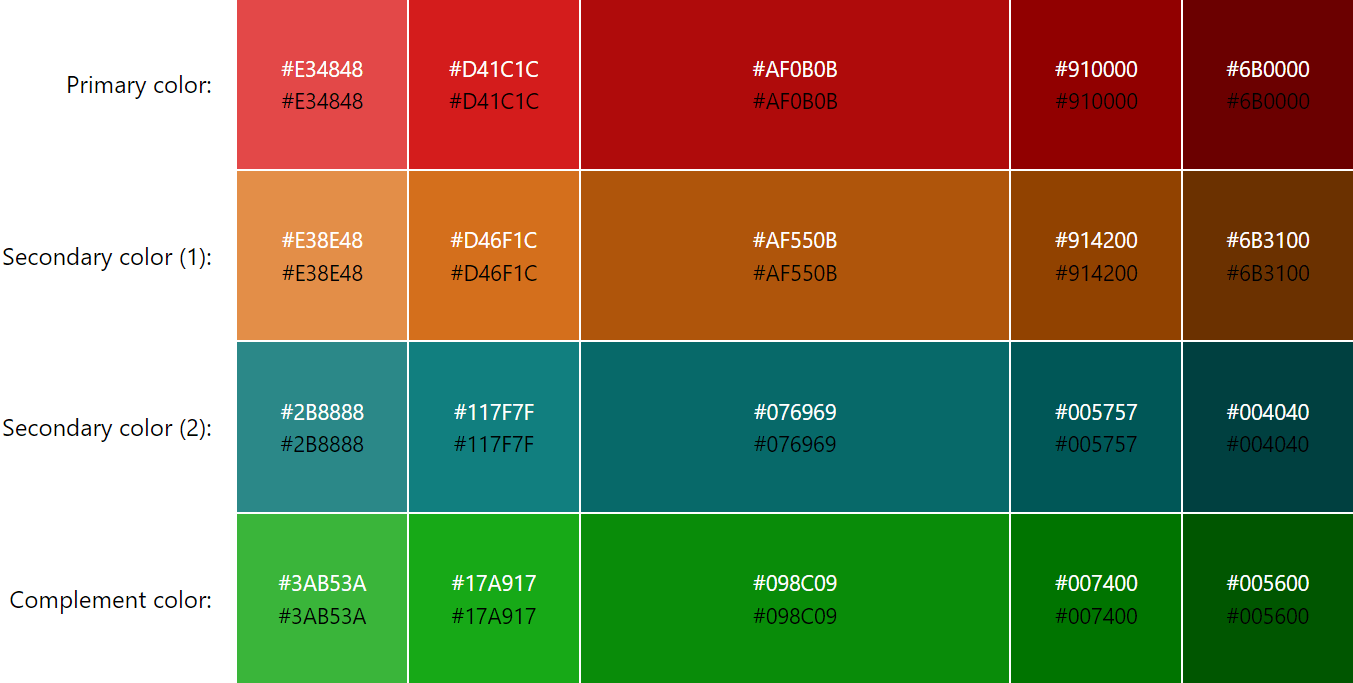 Primary color:
#E34848
#E34848
#D41C1C
#D41C1C
#AF0B0B
#AF0B0B
#910000
#910000
#6B0000
#6B0000
Secondary color (1):
#E38E48
#E38E48
#D46F1C
#D46F1C
#AF550B
#AF550B
#914200
#914200
#6B3100
#6B3100
Secondary color (2):
#2B8888
#2B8888
#117F7F
#117F7F
#076969
#076969
#005757
#005757
#004040
#004040
Complement color:
#3AB53A
#3AB53A
#17A917
#17A917
#098C09
#098C09
#007400
#007400
#005600
#005600